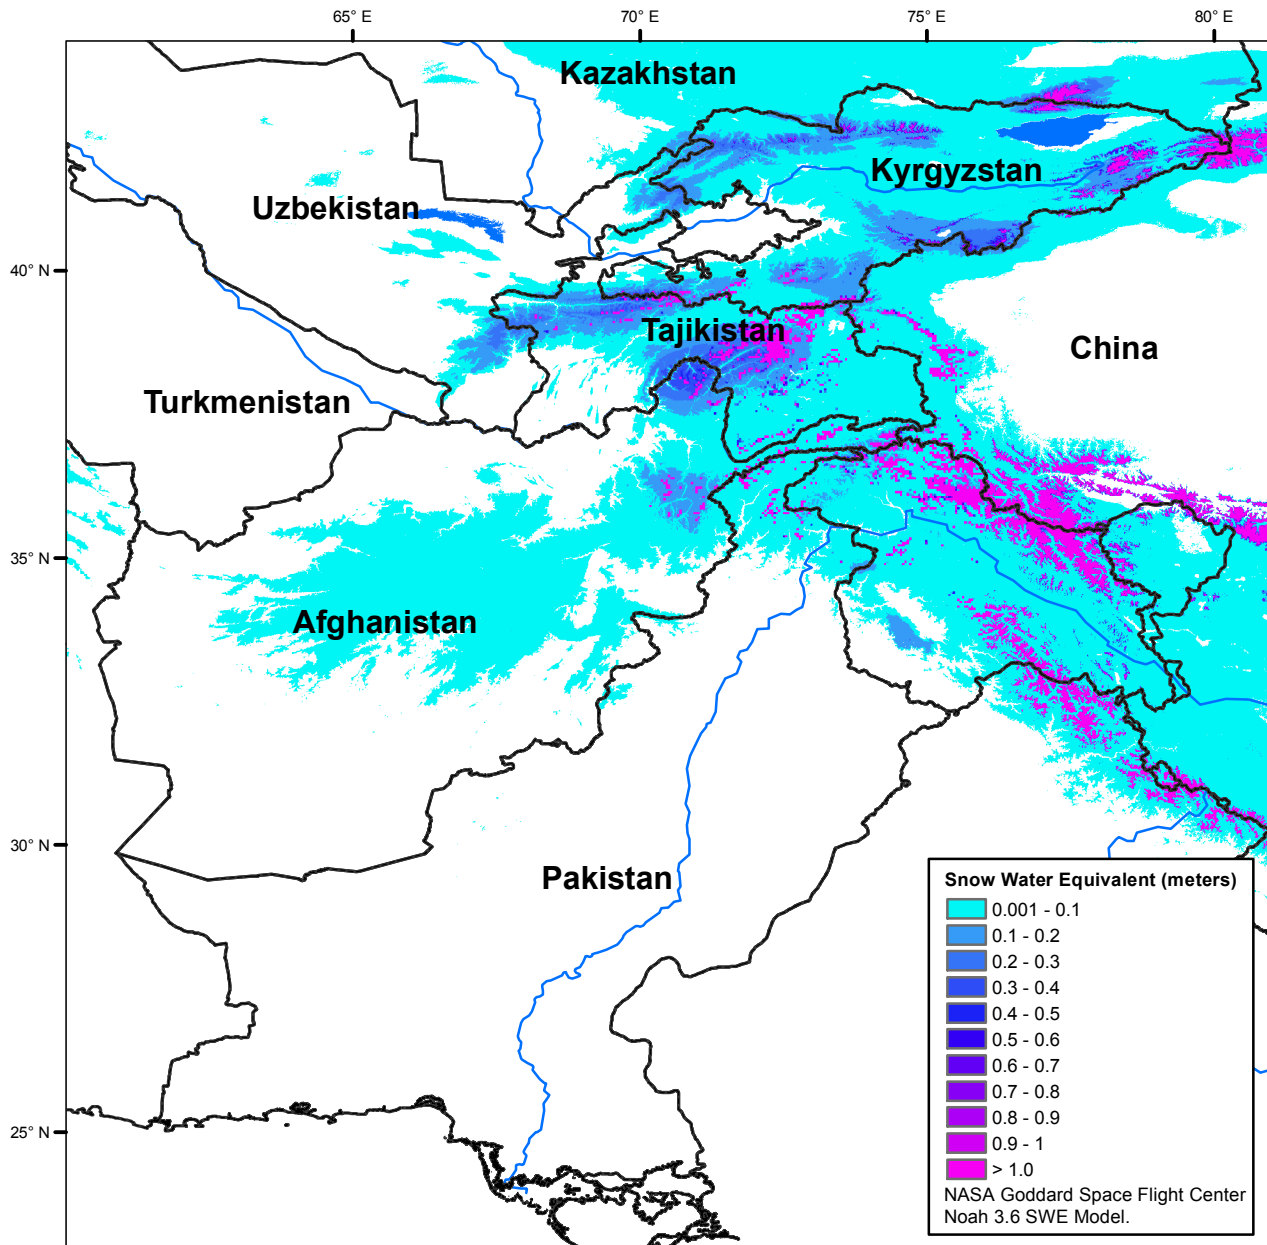 65° E
70° E
75° E
80° E
Kazakhstan
Kyrgyzstan
Uzbekistan
40° N
Tajikistan
China
Turkmenistan
35° N
Afghanistan
30° N
Pakistan
25° N
Snow Water Equivalent (meters)
0.001 - 0.1
0.1 - 0.2
0.2 - 0.3
0.3 - 0.4
0.4 - 0.5
0.5 - 0.6
0.6 - 0.7
0.7 - 0.8
0.8 - 0.9
0.9 - 1
> 1.0
NASA Goddard Space Flight Center
Noah 3.6 SWE Model.